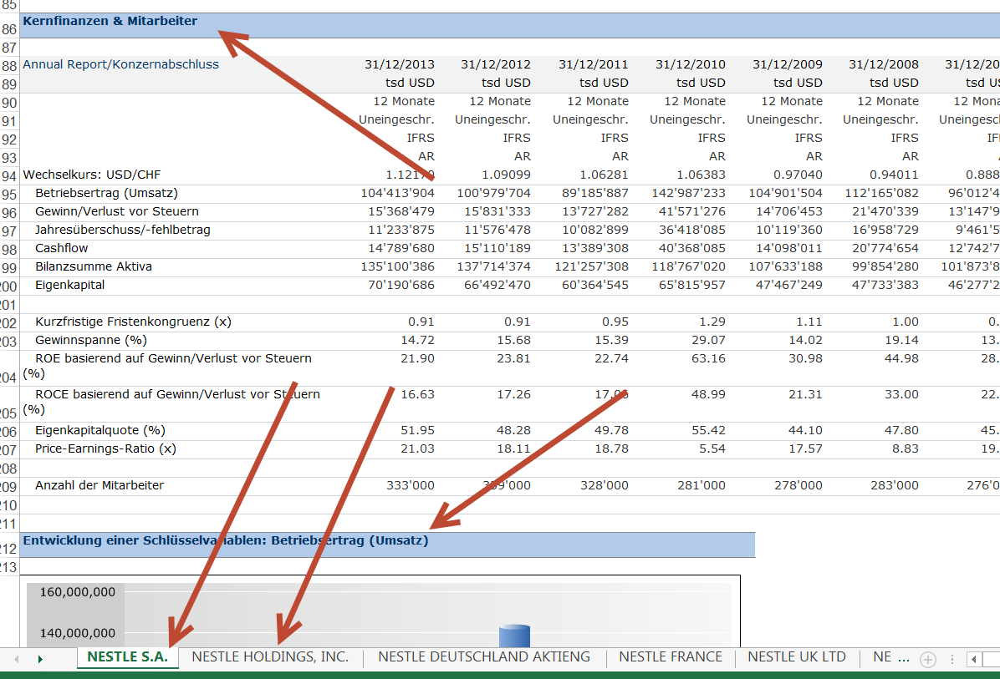 85
Kernfinanzen & Mitarbeiter
86
87
88 Annual Report/Konzernabschluss 31/12/2013 31/12/2012 31/12/2011 31/12/2010 31/12/2009 31/12/2008 31/12/20
89 tsd USD tsd USD tsd USD tsd USD tsd USD tsd USD tsd US
90 12 Monate 12 Monate 12 Monate 12 Monate 12 Monate 12 Monate 12 Mona
91 Uneingeschr. Uneingeschr. Uneingeschr. Uneingeschr. Uneingeschr. Uneingeschr. Uneingesc
92 IFRS IFRS IFRS IFRS IFRS IFRS IF
93 AR AR AR AR AR AR
94 Wechselkurs: USD/CHF 1.12170 1.09099 1.06281 1.06383 0.97040 0.94011 0.888
95 Betriebsertrag (Umsatz) 104'413'904 100'979'704 89'185'887 142'987'233 104'901'504 112'165'082 96'012'4
96 Gewinn/Verlust vor Steuern 15'368'479 15'831'333 13'727'282 41'571'276 14'706'453 21'470'339 13'147'9
97 Jahresüberschuss/-fehlbetrag 11'233'875 11'576'478 10'082'899 36'418'085 10'119'360 16'958'729 9'461'5
98 Cashflow 14'789'680 15'110'189 13'389'308 40'368'085 14'098'011 20'774'654 12'742'7
99 Bilanzsumme Aktiva 135'100'386 137'714'374 121'257'308 118'767'020 107'633'188 99'854'280 101'873'8
200 Eigenkapital 70'190'686 66'492'470 60'364'545 65'815'957 47'467'249 47'733'383 46'277'2
201
202 Kurzfristige Fristenkongruenz (x) 0.91 0.91 0.95 1.29 1.11 1.00 0.
203 Gewinnspanne (%) 14.72 15.68 15.39 29.07 14.02 19.14 13.
ROE basierend auf Gewinn/Verlust vor Steuern 21.90 23.81 22.74 63.16 30.98 44.98 28.
204 (%)
ROCE basierend auf Gewinn/Verlust vor Steuern 16.63 17.26 48.99 21.31 33.00 22.
205 (%)
206 Eigenkapitalquote (%) 51.95 48.28 49.78 55.42 44.10 47.80 45.
207 Price-Earnings-Ratio (x) 21.03 18.11 18.78 5.54 17.57 8.83 19.
208
209 Anzahl der Mitarbeiter 333'000 328'000 281'000 278'000 283'000 276'0
210
211
212 Entwicklung einer Schlüsselvariablen: Betriebsertrag (Umsatz)
213
160,000,000
140,000,000
NESTLE S.A. NESTLE HOLDINGS, INC. NESTLE DEUTSCHLAND AKTIENG NESTLE FRANCE NESTLE UK LTD NE ...